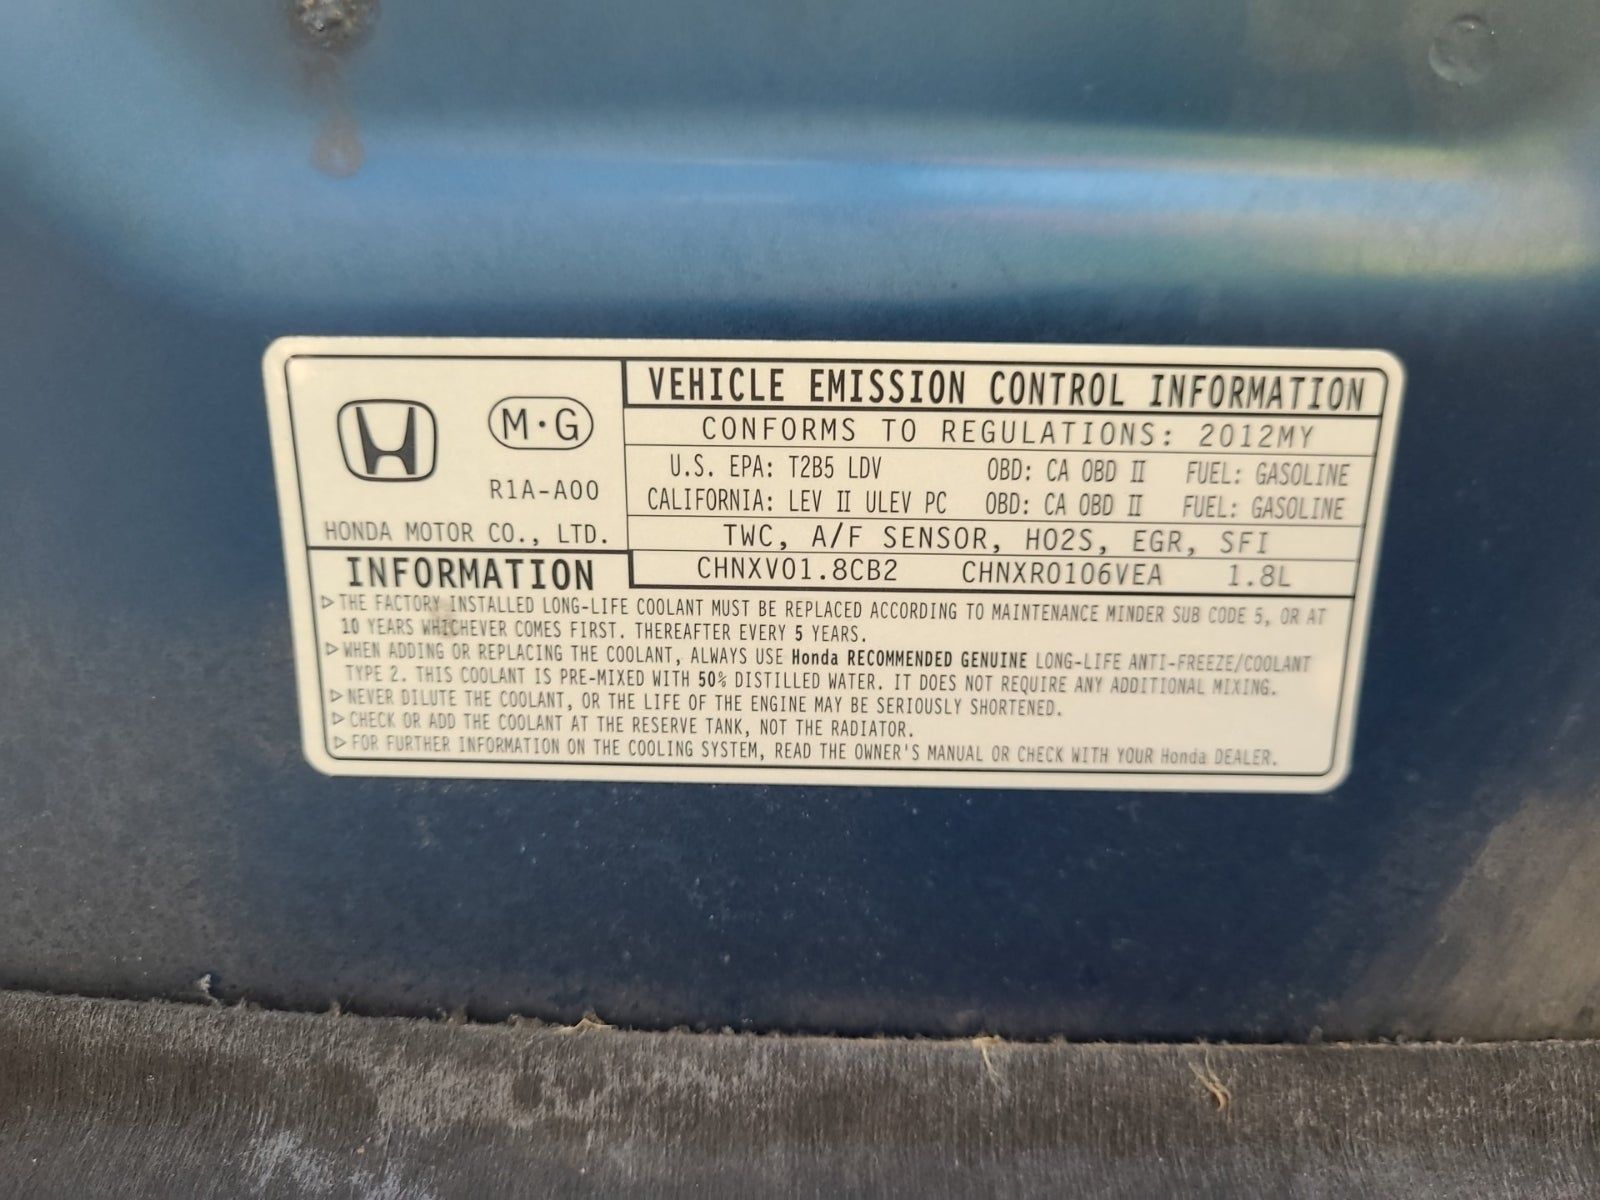 VEHICLE EMISSION CONTROL INFORMATION
M·G
CONFORMS TO REGULATIONS: 2012MY
R1A-A00
U.S. EPA: T2B5 LDV OBD: CA OBD II FUEL: GASOLINE
CALIFORNIA: LEV II ULEV PC OBD: CA OBD II FUEL: GASOLINE
HONDA MOTOR CO., LTD.
TWC, A/F SENSOR, HO2S, EGR, SFI
CHNXV01.8CB2 CHNXR0106VEA 1.8L
INFORMATION
▷THE FACTORY INSTALLED LONG-LIFE COOLANT MUST BE REPLACED ACCORDING TO MAINTENANCE MINDER SUB CODE 5, OR AT
10 YEARS WHICHEVER COMES FIRST. THEREAFTER EVERY 5 YEARS.
▷WHEN ADDING OR REPLACING THE COOLANT, ALWAYS USE Honda RECOMMENDED GENUINE LONG-LIFE ANTI-FREEZE/COOLANT
TYPE 2. THIS COOLANT IS PRE-MIXED WITH 50% DISTILLED WATER. IT DOES NOT REQUIRE ANY ADDITIONAL MIXING.
▷NEVER DILUTE THE COOLANT, OR THE LIFE OF THE ENGINE MAY BE SERIOUSLY SHORTENED.
▷CHECK OR ADD THE COOLANT AT THE RESERVE TANK, NOT THE RADIATOR.
▷FOR FURTHER INFORMATION ON THE COOLING SYSTEM, READ THE OWNER'S MANUAL OR CHECK WITH YOUR Honda DEALER.